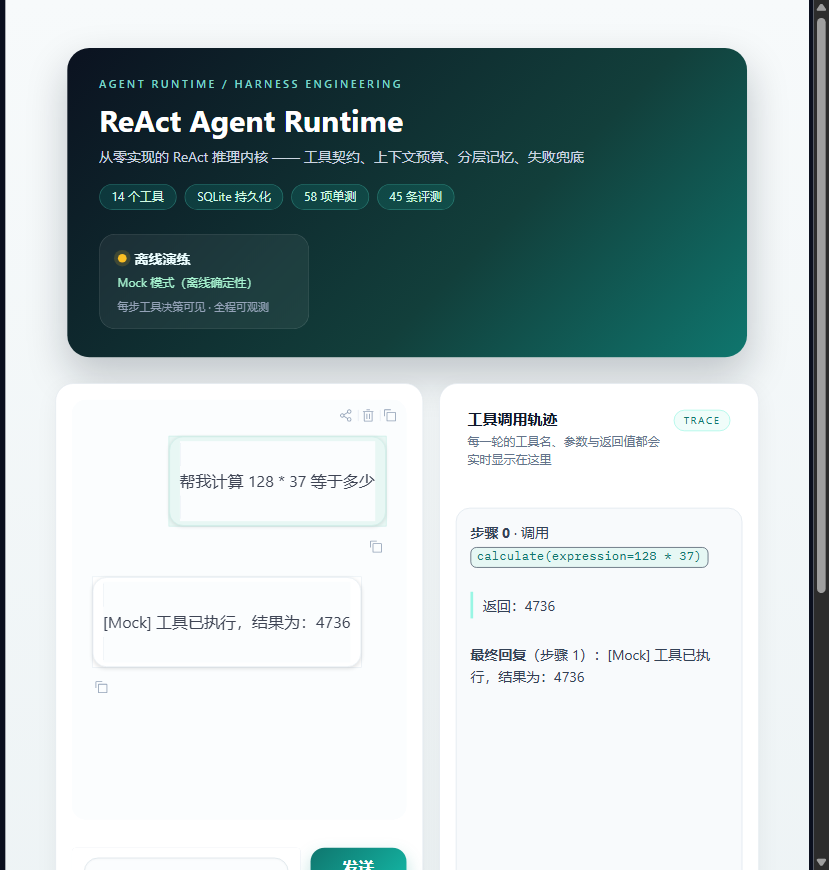 AGENT RUNTIME / HARNESS ENGINEERING
ReAct Agent Runtime
从零实现的 ReAct 推理内核 —— 工具契约、上下文预算、分层记忆、失败兜底
14 个工具
SQLite 持久化
58 项单测
45 条评测
离线演练
Mock 模式（离线确定性）
每步工具决策可见 · 全程可观测
帮我计算 128 * 37 等于多少
[Mock] 工具已执行，结果为：4736
发送
工具调用轨迹
TRACE
每一轮的工具名、参数与返回值都会
实时显示在这里
步骤 0 · 调用
calculate(expression=128 * 37)
返回：4736
最终回复（步骤 1）：[Mock] 工具已执
行，结果为：4736